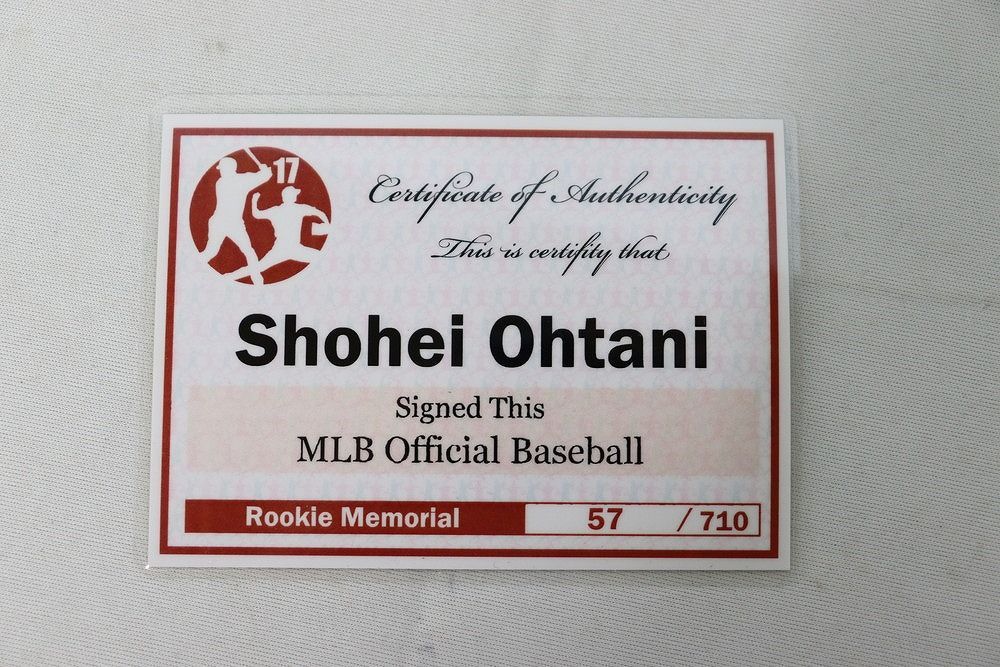 17
Certificate of Authenticity
This is certifity that
Shohei Ohtani
Signed This
MLB Official Baseball
Rookie Memorial 57 / 710